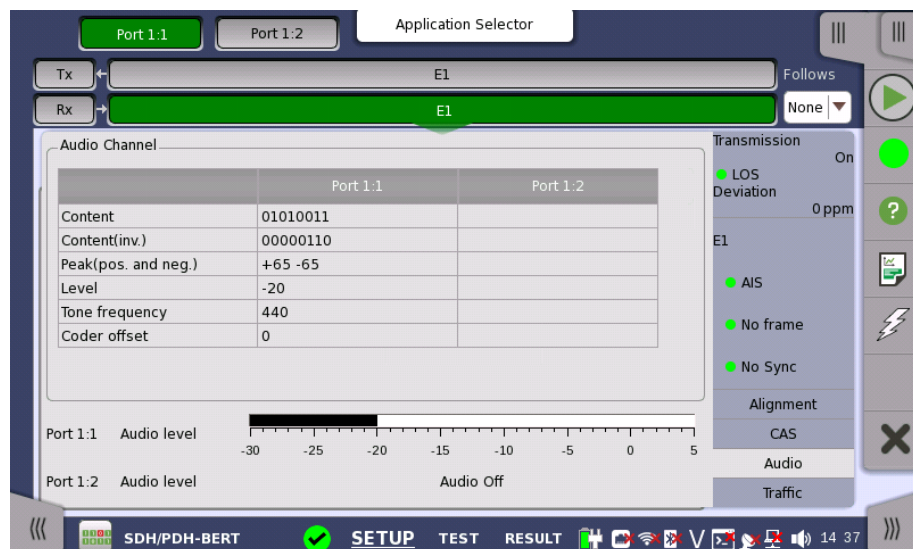 Application Selector
Port 1:1 Port 1:2
Tx E1 Follows
Rx E1 None
Audio Channel
Port 1:1 Port 1:2
Content 01010011
Content(inv.) 00000110
Peak(pos. and neg.) +65 -65
Level -20
Tone frequency 440
Coder offset 0
Transmission
On
LOS
Deviation
0 ppm
E1
AIS
No frame
No Sync
Alignment
CAS
Audio
Traffic
Port 1:1 Audio level
-30 -25 -20 -15 -10 -5 0 5
Port 1:2 Audio level Audio Off
SDH/PDH-BERT SETUP TEST RESULT V 14 37